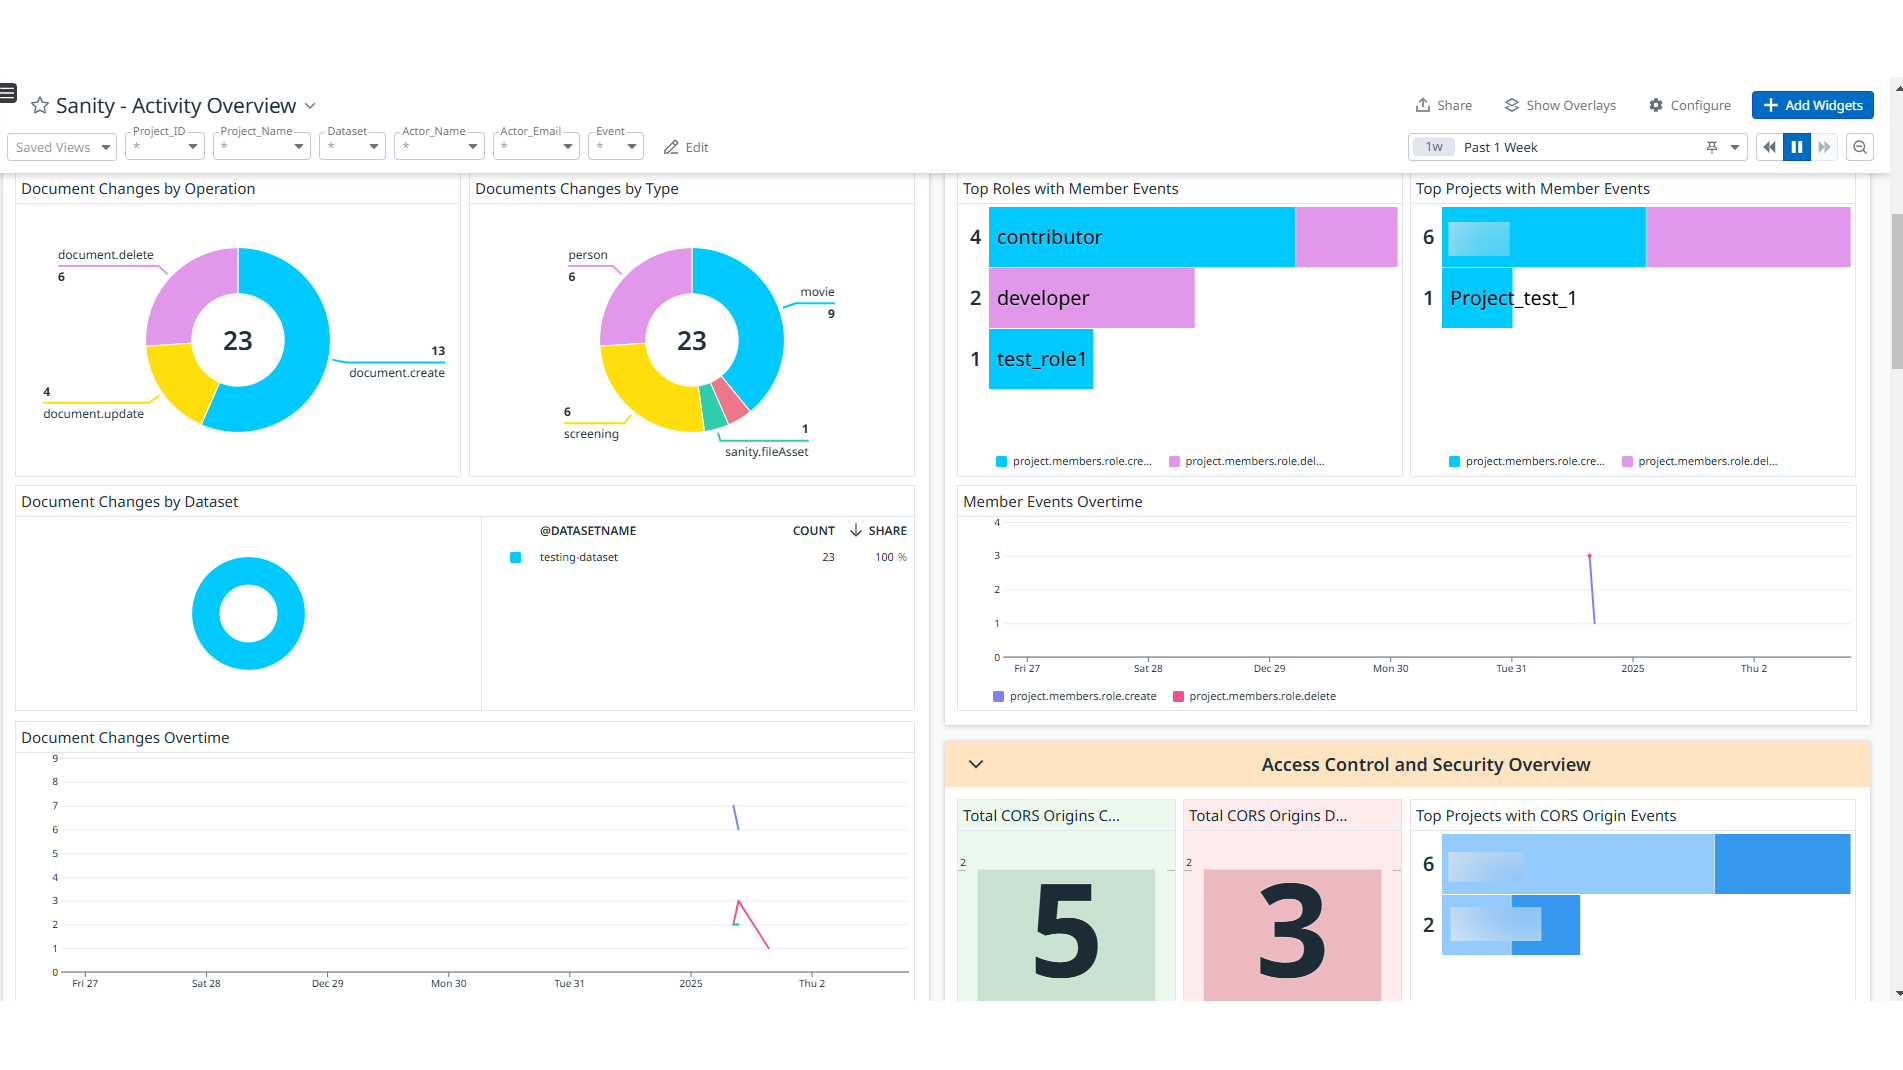 Sanity - Activity Overview
Share
Show Overlays
Configure
Add Widgets
Saved Views
Project_ID
*
Project_Name
*
Dataset
*
Actor_Name
*
Actor_Email
*
Event
*
Edit
1w Past 1 Week
Document Changes by Operation
document.delete
6
23
13
document.create
4
document.update
Documents Changes by Type
person
6
movie
9
23
6
screening
1
sanity.fileAsset
Top Roles with Member Events
4 contributor
2 developer
1 test_role1
project.members.role.cre... project.members.role.del...
Top Projects with Member Events
6
1 Project_test_1
project.members.role.cre... project.members.role.del...
Document Changes by Dataset
@DATASETNAME COUNT SHARE
testing-dataset 23 100 %
Member Events Overtime
4
3
2
1
0
Fri 27 Sat 28 Dec 29 Mon 30 Tue 31 2025 Thu 2
project.members.role.create project.members.role.delete
Document Changes Overtime
9
8
7
6
5
4
3
2
1
0
Fri 27 Sat 28 Dec 29 Mon 30 Tue 31 2025 Thu 2
Access Control and Security Overview
Total CORS Origins C...
2
5
Total CORS Origins D...
2
3
Top Projects with CORS Origin Events
6
2